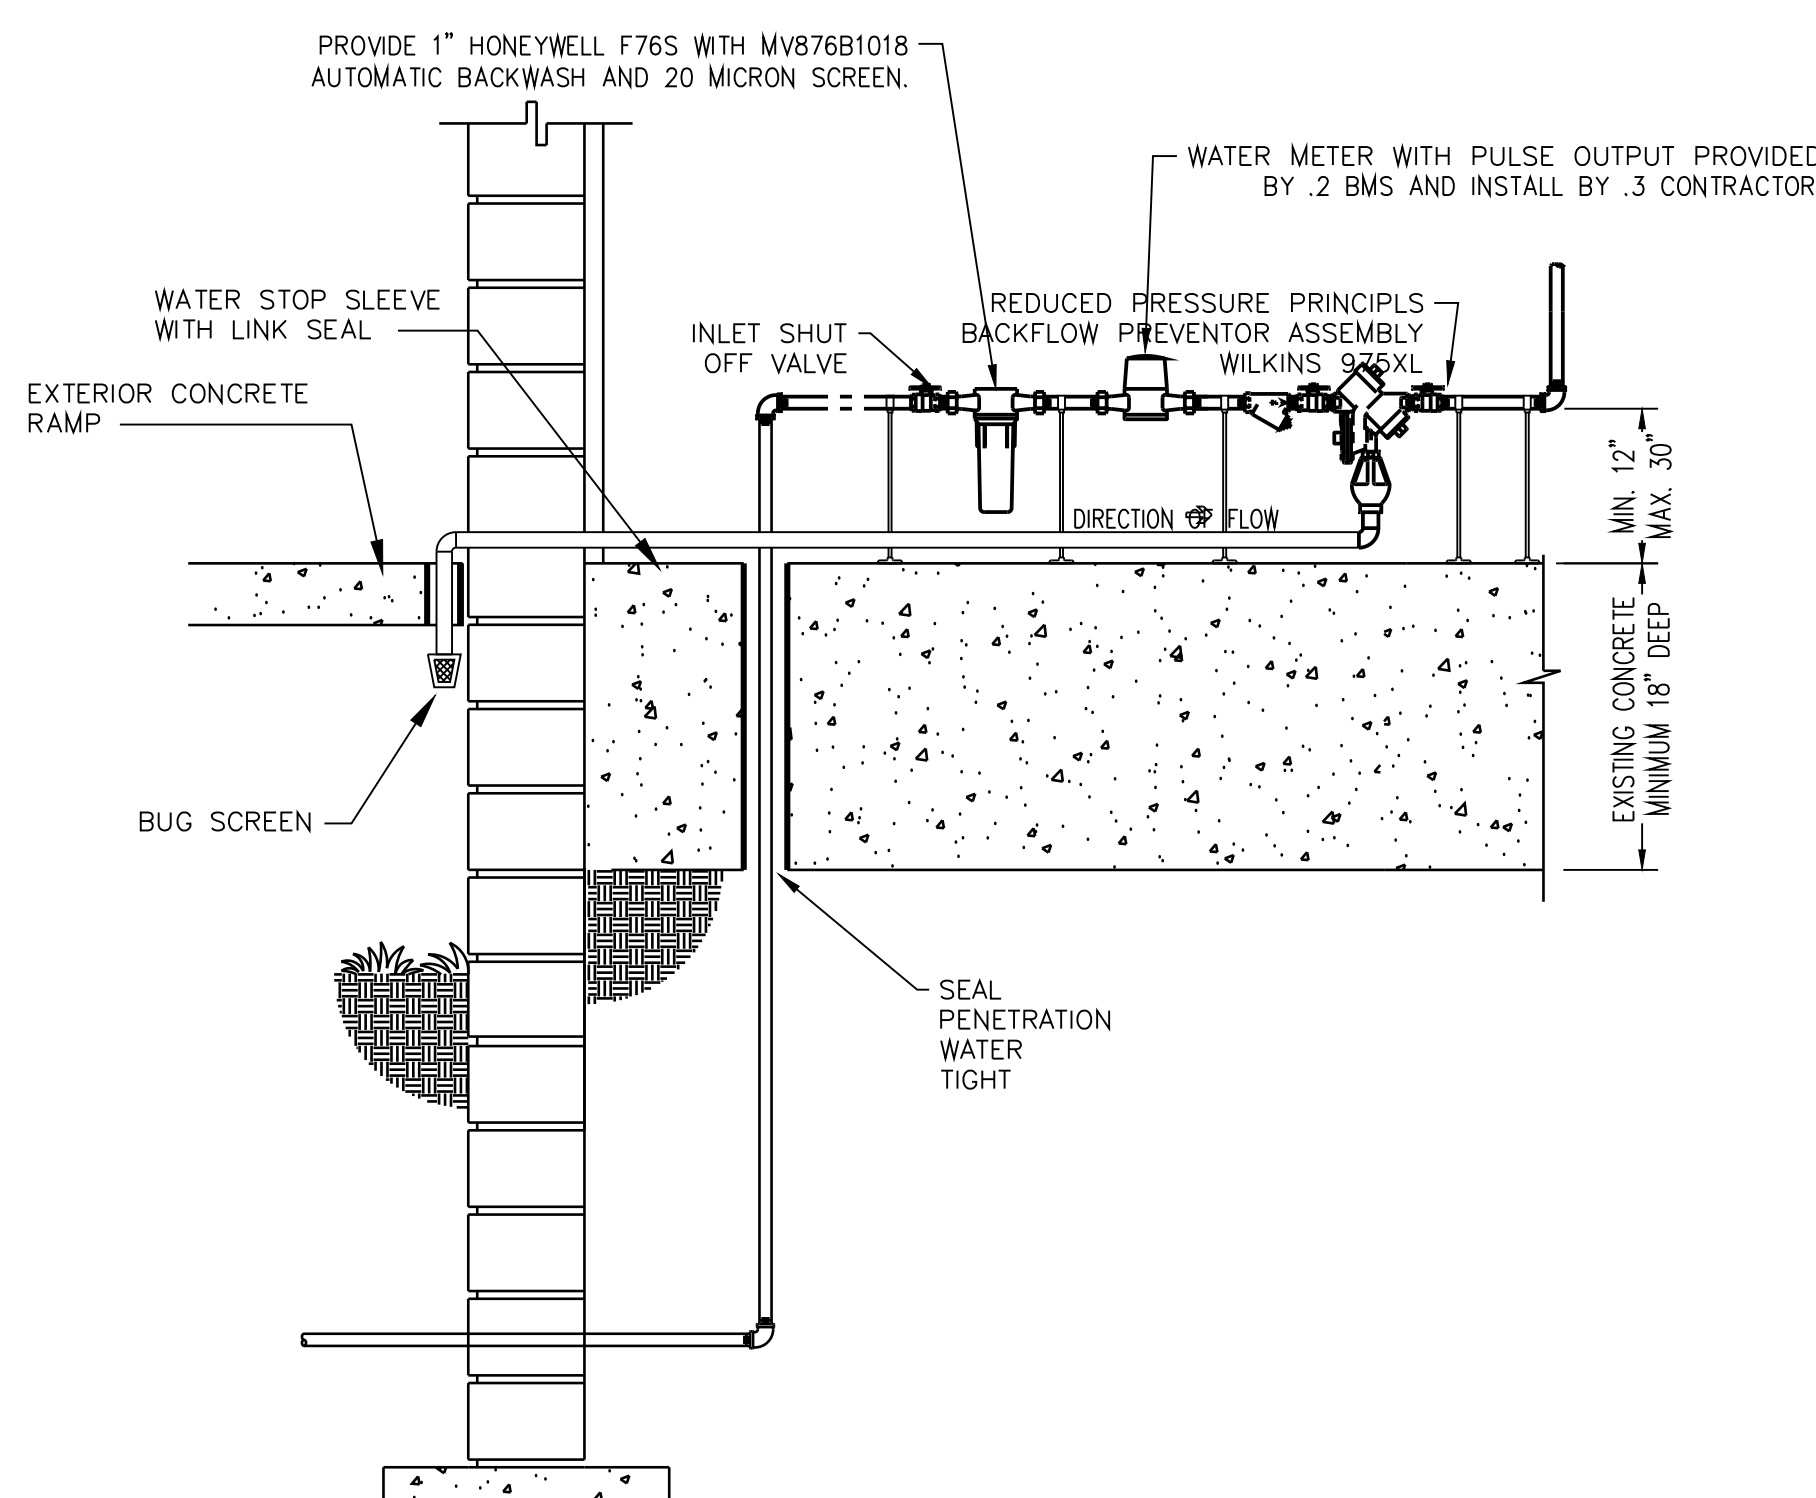 PROVIDE 1" HONEYWELL F76S WITH MV876B1018
AUTOMATIC BACKWASH AND 20 MICRON SCREEN.
WATER METER WITH PULSE OUTPUT PROVIDED
BY .2 BMS AND INSTALL BY .3 CONTRACTOR
WATER STOP SLEEVE
WITH LINK SEAL
REDUCED PRESSURE PRINCIPLS
BACKFLOW PREVENTOR ASSEMBLY
WILKINS 975XL
INLET SHUT
OFF VALVE
EXTERIOR CONCRETE
RAMP
MIN. 12"
MAX. 30"
DIRECTION OF FLOW
EXISTING CONCRETE
MINIMUM 18" DEEP
BUG SCREEN
SEAL
PENETRATION
WATER
TIGHT